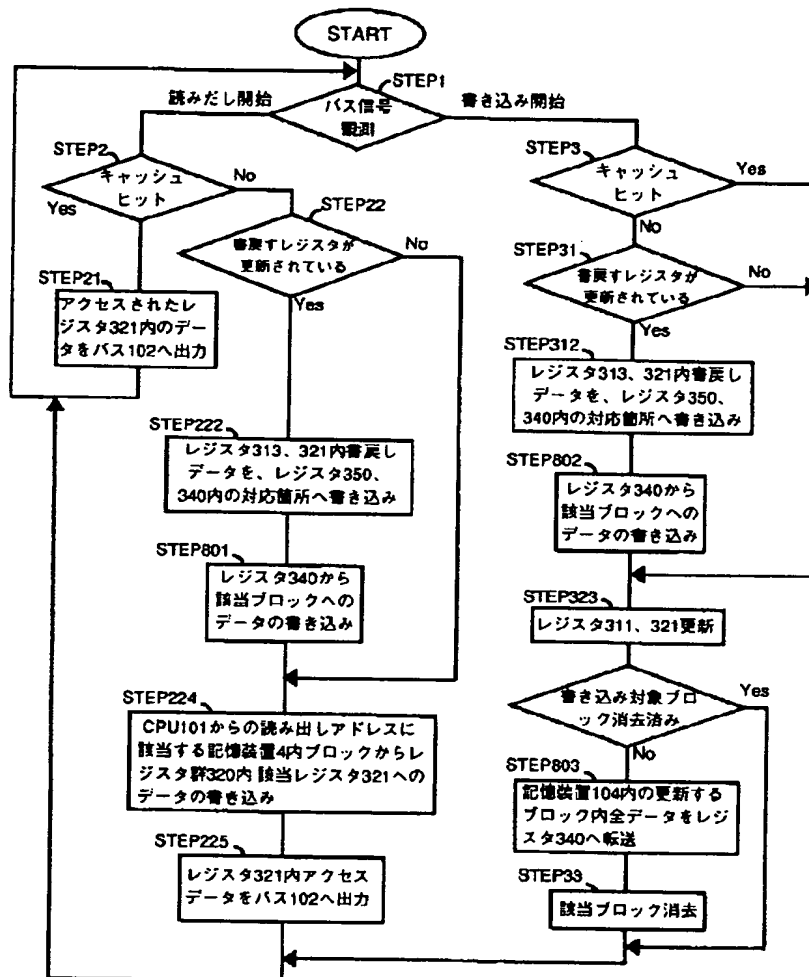 START
STEP1
読みだし開始
バス信号
観測
書き込み開始
STEP2
キャッシュ
ヒット
No
Yes
STEP3
キャッシュ
ヒット
Yes
No
STEP22
書戻すレジスタが
更新されている
No
Yes
STEP21
アクセスされたレ
ジスタ321内のデー
タをバス102へ出力
STEP31
書戻すレジスタが
更新されている
No
Yes
STEP222
レジスタ313、321内書戻し
データを、レジスタ350、
340内の対応箇所へ書き込み
STEP312
レジスタ313、321内書戻し
データを、レジスタ350、
340内の対応箇所へ書き込み
STEP801
レジスタ340から
該当ブロックへの
データの書き込み
STEP802
レジスタ340から
該当ブロックへの
データの書き込み
STEP323
レジスタ311、321更新
STEP224
CPU101からの読み出しアドレスに
該当する記憶装置4内ブロックからレ
ジスタ群320内 該当レジスタ321への
データの書き込み
書き込み対象ブロ
ック消去済み
Yes
No
STEP803
記憶装置104内の更新する
ブロック内全データをレジ
スタ340へ転送
STEP225
レジスタ321内アクセス
データをバス102へ出力
STEP33
該当ブロック消去